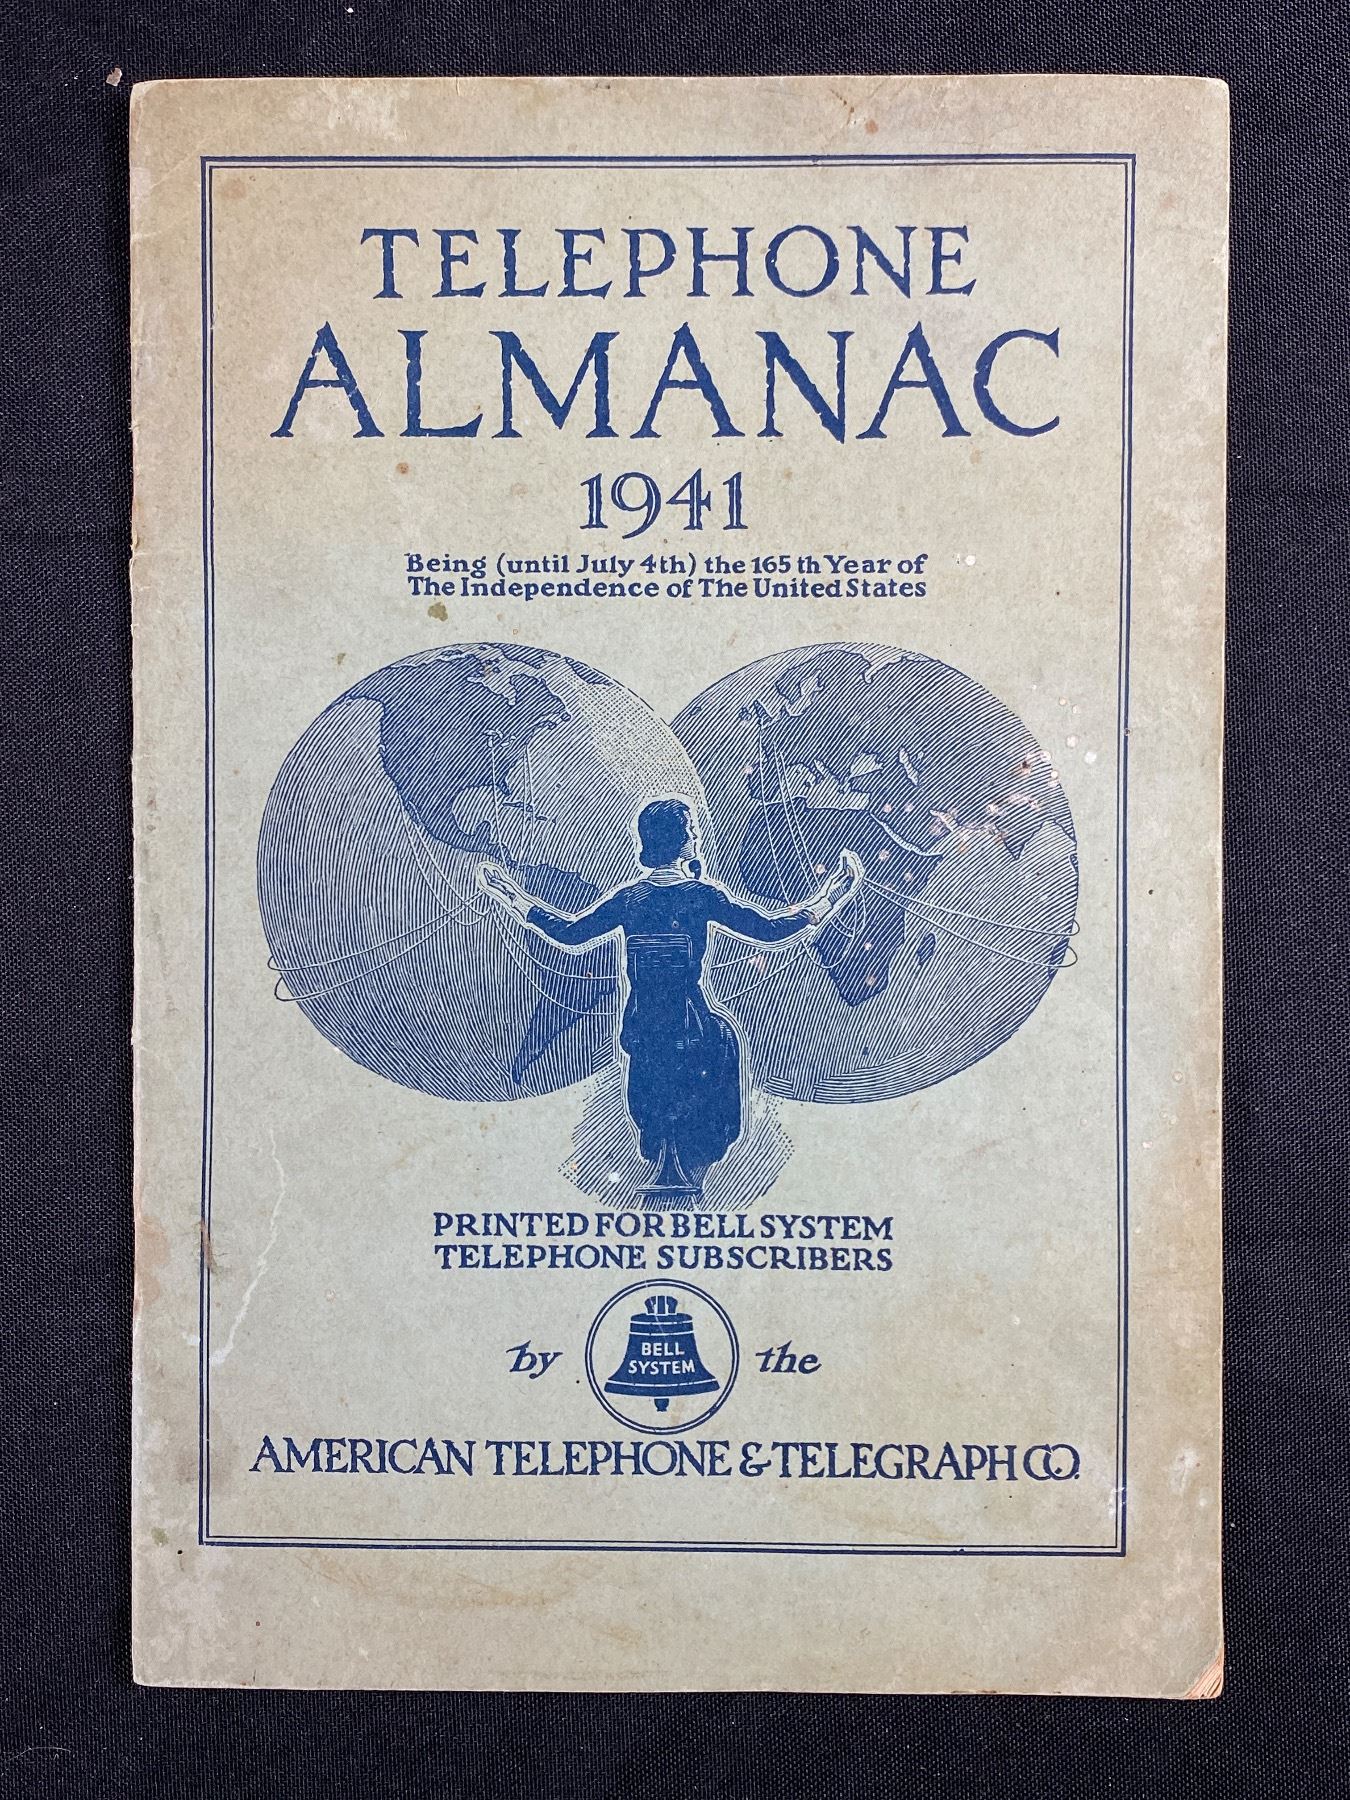 TELEPHONE
ALMANAC
1941
Being (until July 4th) the 165th Year of
The Independence of The United States
PRINTED FOR BELL SYSTEM
TELEPHONE SUBSCRIBERS
by BELL SYSTEM the
AMERICAN TELEPHONE & TELEGRAPH CO.